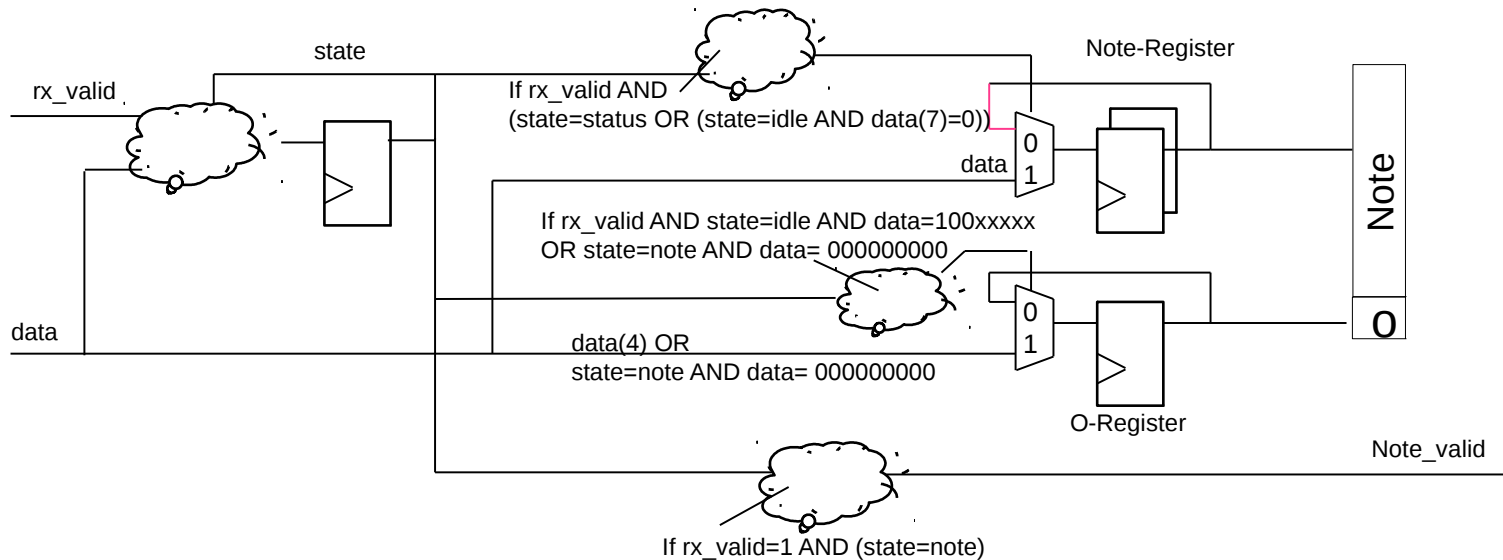 state
Note-Register
rx_valid
If rx_valid AND
(state=status OR (state=idle AND data(7)=0))
0
1
data
Note
If rx_valid AND state=idle AND data=100xxxxx
OR state=note AND data= 000000000
0
1
O
data
data(4) OR
state=note AND data= 000000000
O-Register
Note_valid
If rx_valid=1 AND (state=note)